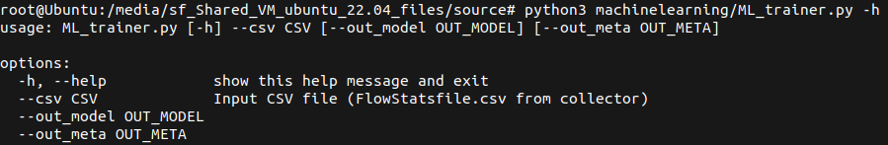 root@Ubuntu:/media/sf_Shared_VM_ubuntu_22.04_files/source# python3 machinelearning/ML_trainer.py -h
usage: ML_trainer.py [-h] --csv CSV [--out_model OUT_MODEL] [--out_meta OUT_META]

options:
  -h, --help            show this help message and exit
  --csv CSV             Input CSV file (FlowStatsfile.csv from collector)
  --out_model OUT_MODEL
  --out_meta OUT_META